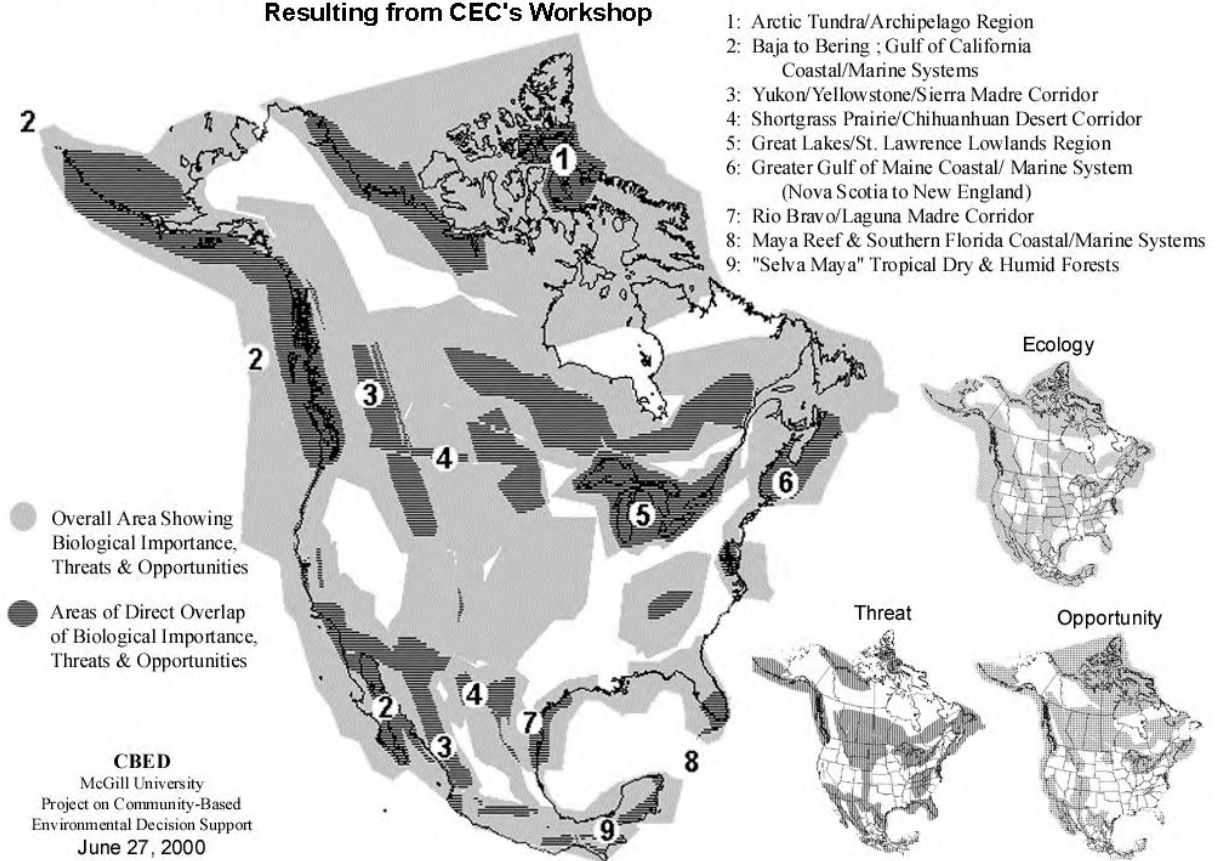 Resulting from CEC's Workshop
1: Arctic Tundra/Archipelago Region
2: Baja to Bering ; Gulf of California
Coastal/Marine Systems
3: Yukon/Yellowstone/Sierra Madre Corridor
4: Shortgrass Prairie/Chihuanhuan Desert Corridor
5: Great Lakes/St. Lawrence Lowlands Region
6: Greater Gulf of Maine Coastal/ Marine System
(Nova Scotia to New England)
7: Rio Bravo/Laguna Madre Corridor
8: Maya Reef & Southern Florida Coastal/Marine Systems
9: "Selva Maya" Tropical Dry & Humid Forests
2
1
2
3
4
5
6
Ecology
Overall Area Showing
Biological Importance,
Threats & Opportunities
Areas of Direct Overlap
of Biological Importance,
Threats & Opportunities
Threat
Opportunity
4
2
7
3
8
9
CBED
McGill University
Project on Community-Based
Environmental Decision Support
June 27, 2000